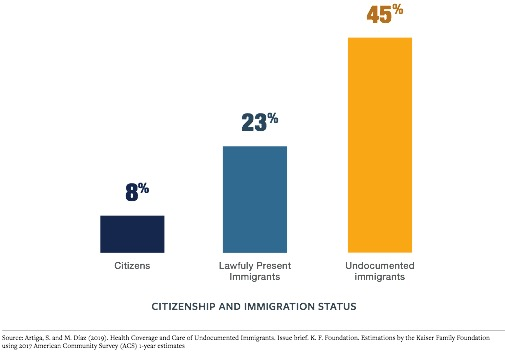 45%
23%
8%
Citizens
Lawfuly Present
Immigrants
Undocumented
immigrants
CITIZENSHIP AND IMMIGRATION STATUS
Source: Artiga, S. and M. Diaz (2019). Health Coverage and Care of Undocumented Immigrants. Issue brief. K. F. Foundation. Estimations by the Kaiser Family Foundation
using 2017 American Community Survey (ACS) 1-year estimates